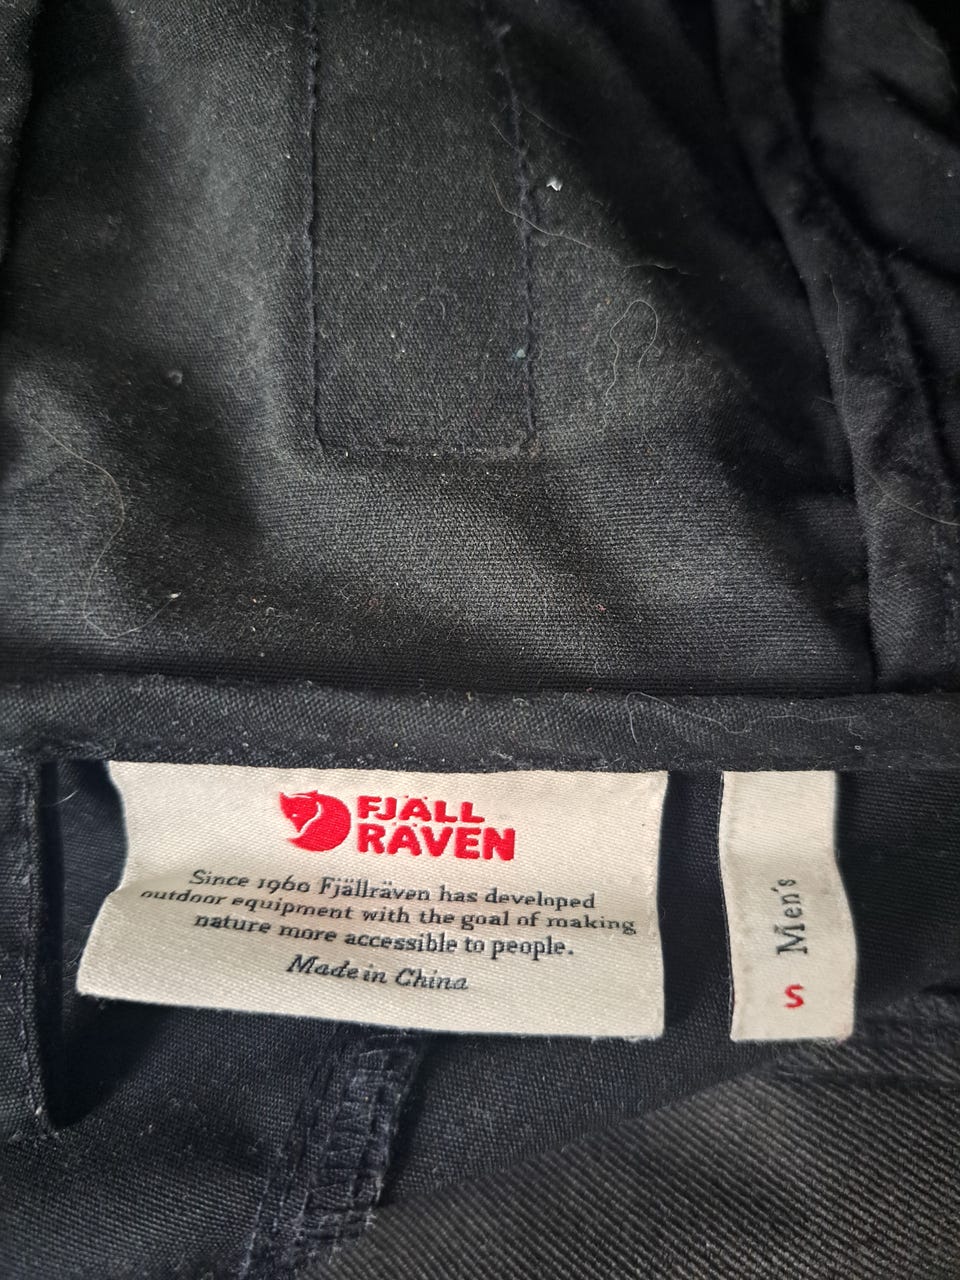 FJÄLL
RÄVEN
Since 1960 Fjällräven has developed
outdoor equipment with the goal of making
nature more accessible to people.
Made in China
Men's
S